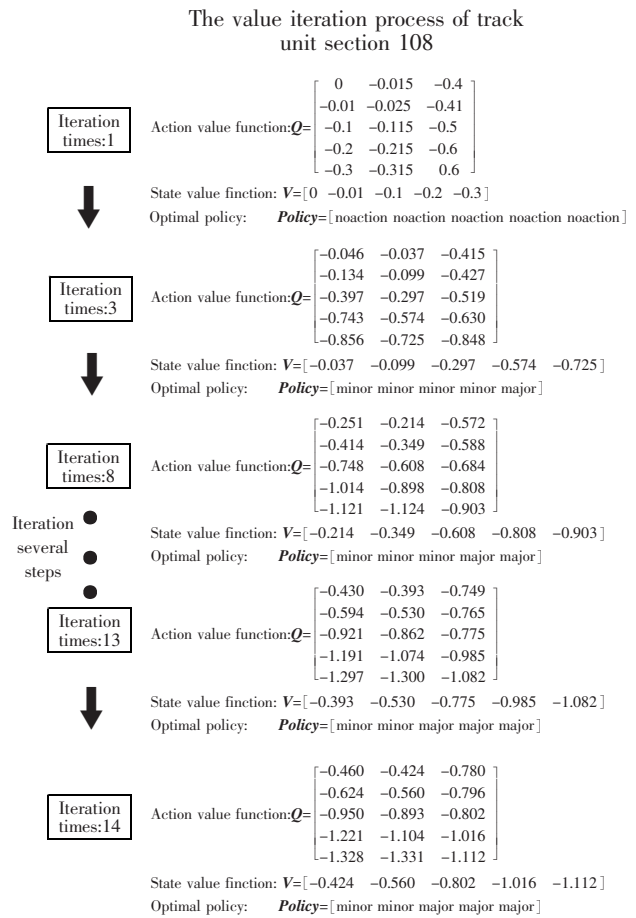 The value iteration process of track
unit section 108
Iteration
times:1
Action value function:Q=
0 −0.015 −0.4
−0.01 −0.025 −0.41
−0.1 −0.115 −0.5
−0.2 −0.215 −0.6
−0.3 −0.315 0.6
State value finction: V=[0 −0.01 −0.1 −0.2 −0.3]
Optimal policy: Policy=[noaction noaction noaction noaction noaction]
Iteration
times:3
Action value function:Q=
−0.046 −0.037 −0.415
−0.134 −0.099 −0.427
−0.397 −0.297 −0.519
−0.743 −0.574 −0.630
−0.856 −0.725 −0.848
State value finction: V=[−0.037 −0.099 −0.297 −0.574 −0.725]
Optimal policy: Policy=[minor minor minor minor major]
Iteration
times:8
Action value function:Q=
−0.251 −0.214 −0.572
−0.414 −0.349 −0.588
−0.748 −0.608 −0.684
−1.014 −0.898 −0.808
−1.121 −1.124 −0.903
State value finction: V=[−0.214 −0.349 −0.608 −0.808 −0.903]
Optimal policy: Policy=[minor minor minor major major]
Iteration
several
steps
Iteration
times:13
Action value function:Q=
−0.430 −0.393 −0.749
−0.594 −0.530 −0.765
−0.921 −0.862 −0.775
−1.191 −1.074 −0.985
−1.297 −1.300 −1.082
State value finction: V=[−0.393 −0.530 −0.775 −0.985 −1.082]
Optimal policy: Policy=[minor minor major major major]
Iteration
times:14
Action value function:Q=
−0.460 −0.424 −0.780
−0.624 −0.560 −0.796
−0.950 −0.893 −0.802
−1.221 −1.104 −1.016
−1.328 −1.331 −1.112
State value finction: V=[−0.424 −0.560 −0.802 −1.016 −1.112]
Optimal policy: Policy=[minor minor major major major]